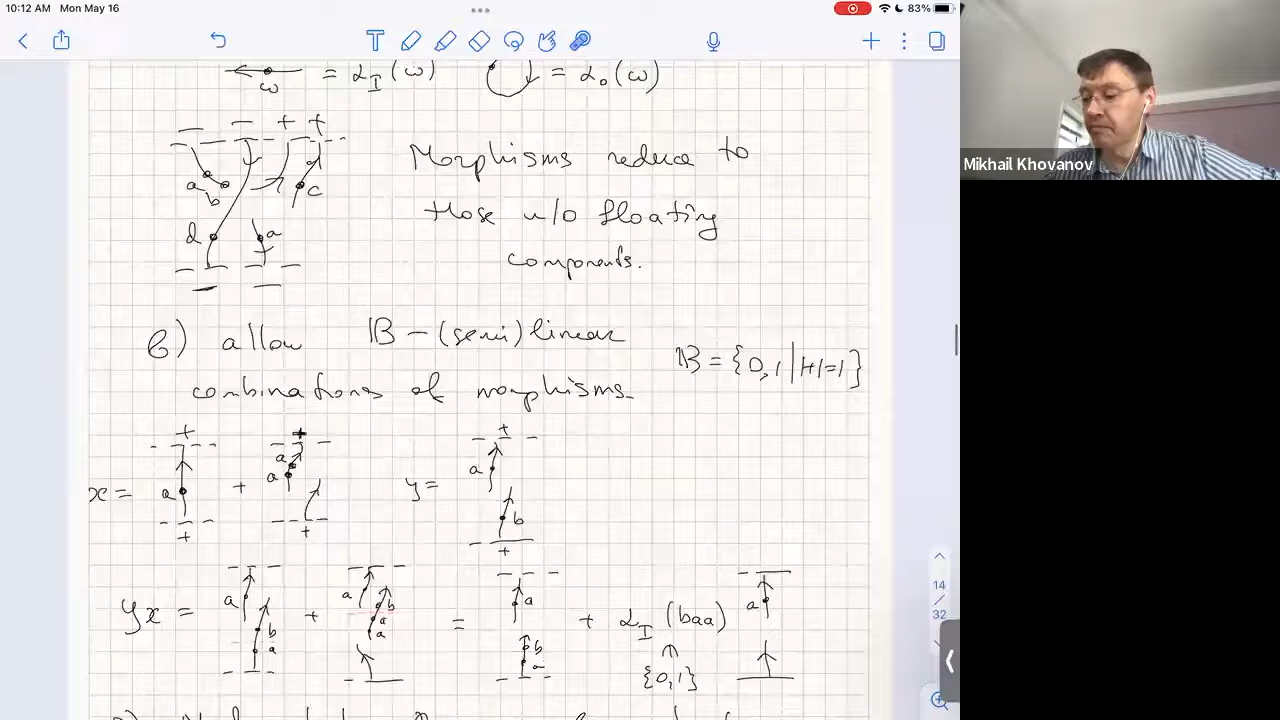 10:12 AM Mon May 16
83%
ω = α_I (ω) = α_o (ω)
− − + +
a b c
d a
− −
Morphisms reduce to
those w/o floating
components.
b) allow 𝔹 − (semi) linear
combinations of morphisms.
𝔹 = {0,1 | 1+1=1}
+ + +
x = a + a a y = a b
+ + +
yx = a b a + a b a a = a b a + α_I (baa) a
{0,1}
14
/
32
Mikhail Khovanov